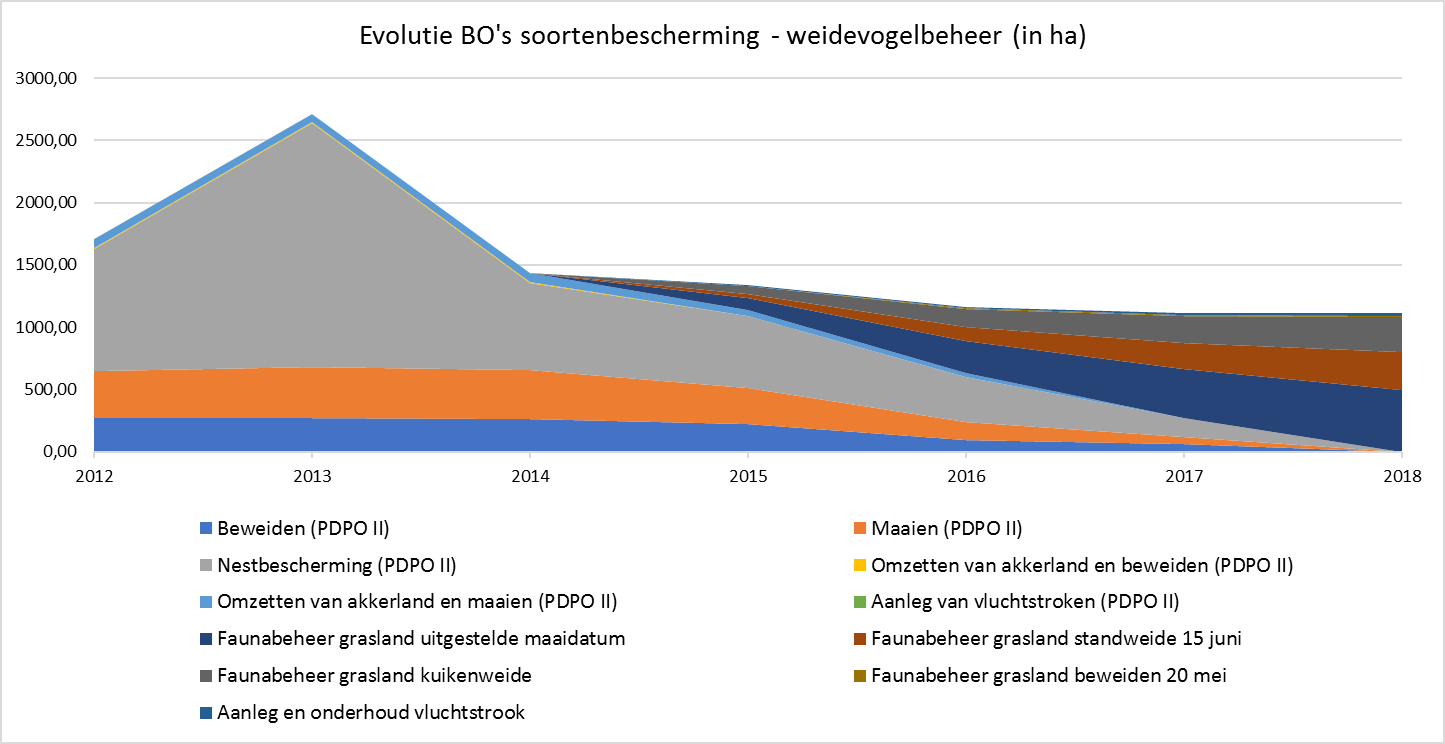 Evolutie BO's soortenbescherming - weidevogelbeheer (in ha)
3000,00
2500,00
2000,00
1500,00
1000,00
500,00
0,00
2012 2013 2014 2015 2016 2017 2018
Beweiden (PDPO II) Maaien (PDPO II)
Nestbescherming (PDPO II) Omzetten van akkerland en beweiden (PDPO II)
Omzetten van akkerland en maaien (PDPO II) Aanleg van vluchtstroken (PDPO II)
Faunabeheer grasland uitgestelde maaidatum Faunabeheer grasland standweide 15 juni
Faunabeheer grasland kuikenweide Faunabeheer grasland beweiden 20 mei
Aanleg en onderhoud vluchtstrook